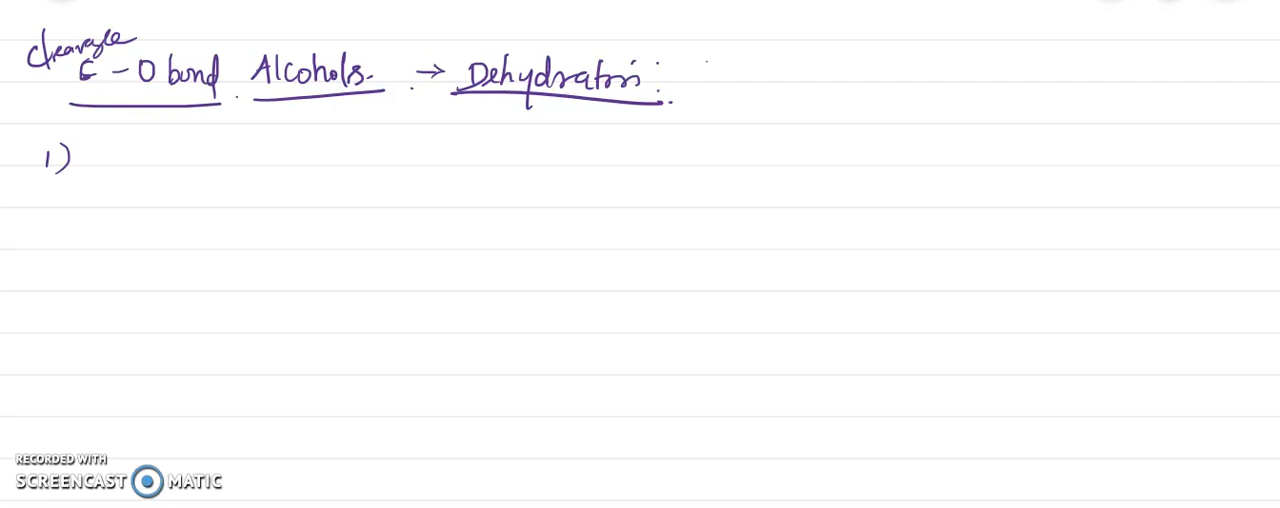 Cleavage
C-O bond Alcohols. → Dehydration:
1)
RECORDED WITH
SCREENCAST MATIC